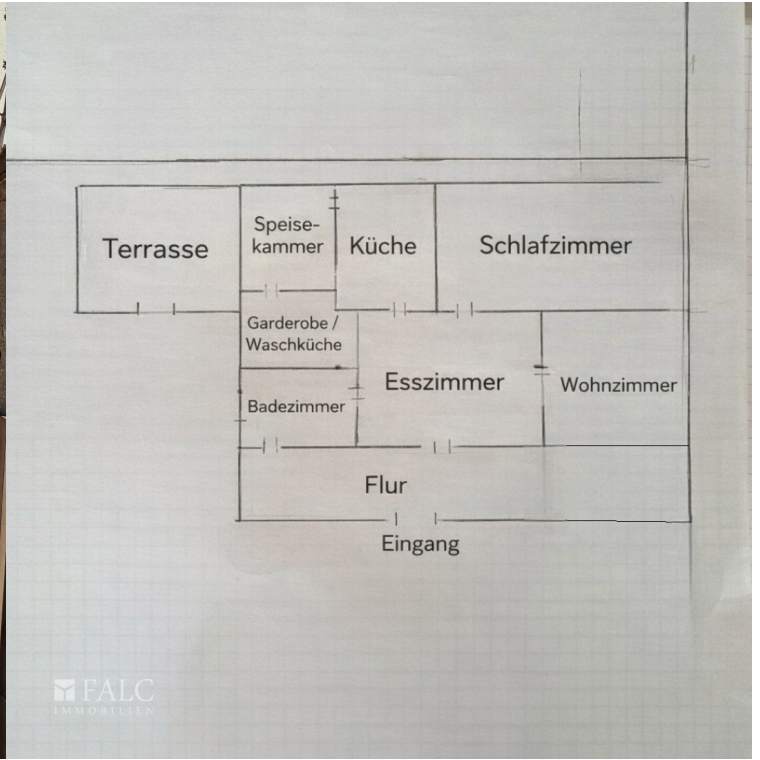 Terrasse
Speise-
kammer
Küche
Schlafzimmer
Garderobe /
Waschküche
Esszimmer
Wohnzimmer
Badezimmer
Flur
Eingang
FALC
IMMOBILIEN